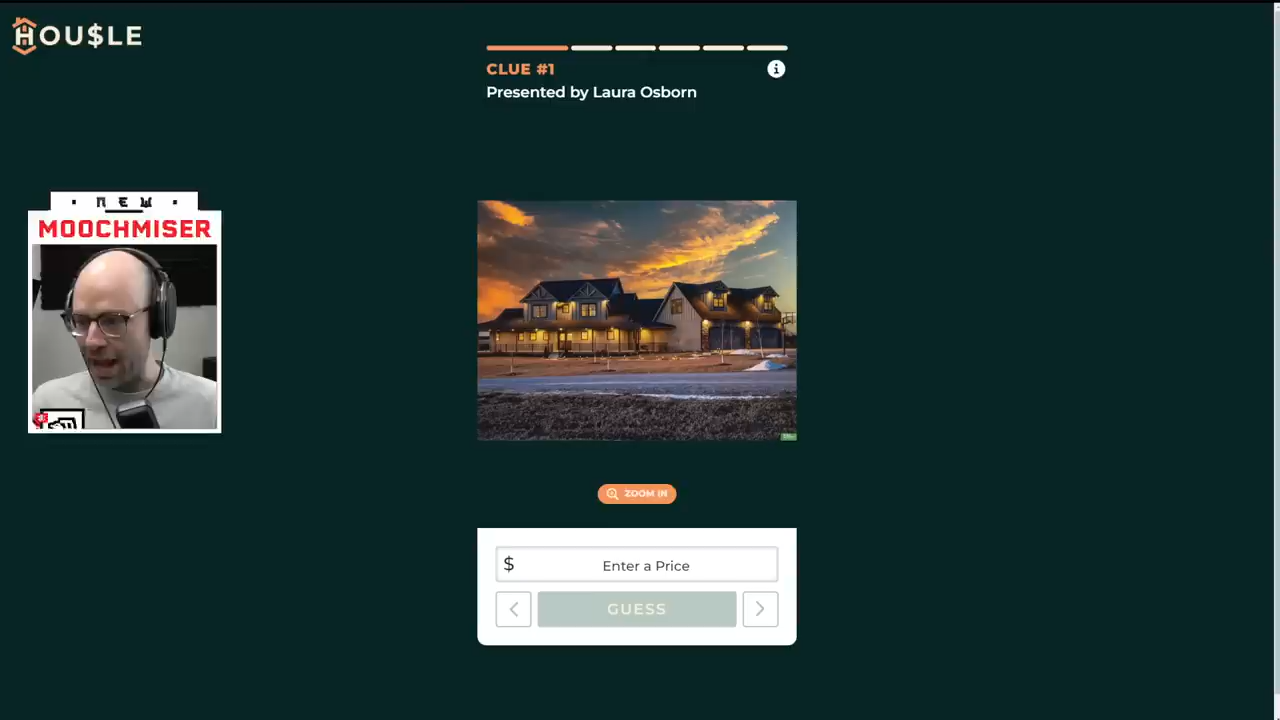 HOU$LE
CLUE #1
Presented by Laura Osborn
· NEW ·
MOOCHMISER
ZOOM IN
$ Enter a Price
GUESS